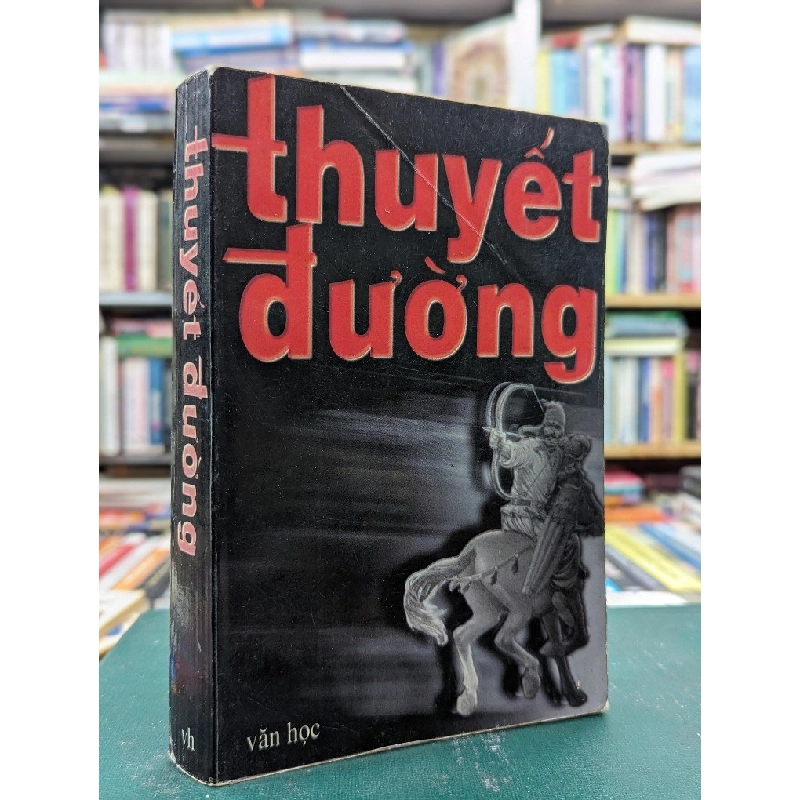 thuyết
đường
văn học
thuyết đường
vh